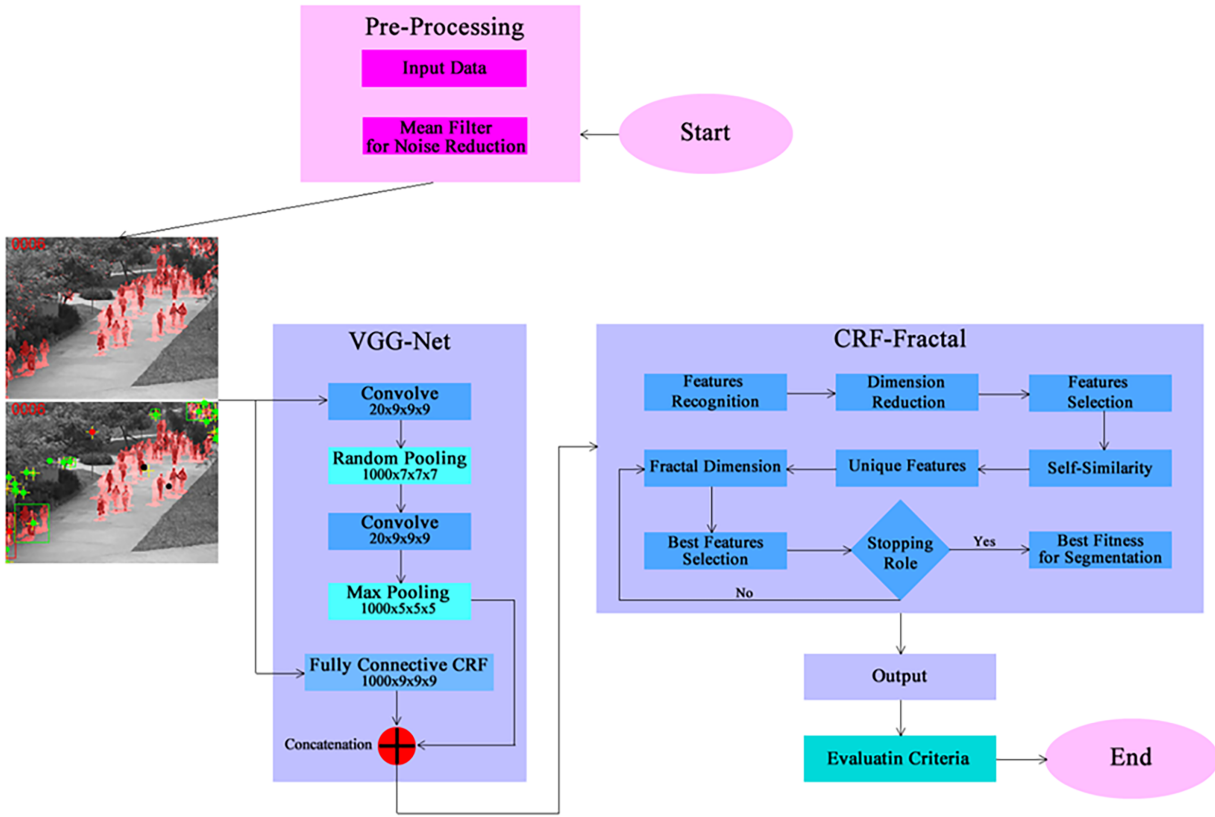 Pre-Processing
Input Data
Mean Filter
for Noise Reduction
Start
VGG-Net
Convolve
20x9x9x9
Random Pooling
1000x7x7x7
Convolve
20x9x9x9
Max Pooling
1000x5x5x5
Fully Connective CRF
1000x9x9x9
Concatenation
CRF-Fractal
Features
Recognition
Dimension
Reduction
Features
Selection
Fractal Dimension
Unique Features
Self-Similarity
Best Features
Selection
Stopping
Role
Yes
Best Fitness
for Segmentation
No
Output
Evaluatin Criteria
End